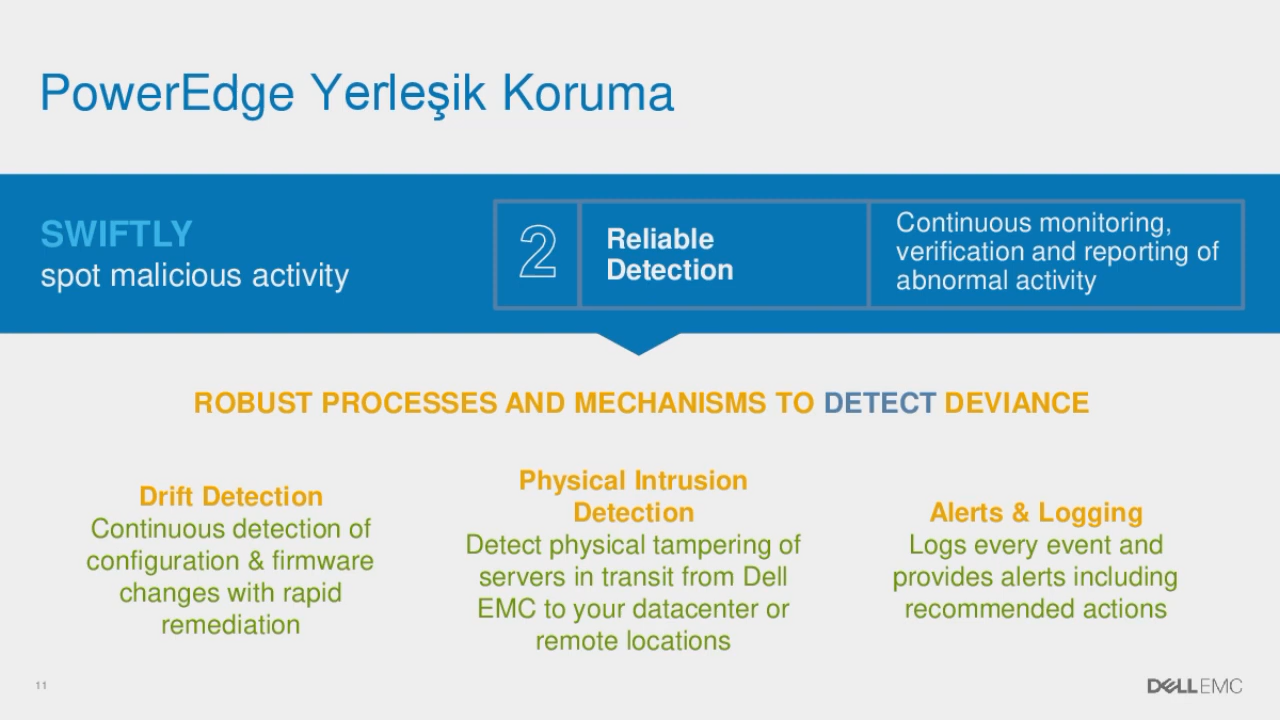 PowerEdge Yerleşik Koruma
SWIFTLY
spot malicious activity
2
Reliable
Detection
Continuous monitoring,
verification and reporting of
abnormal activity
ROBUST PROCESSES AND MECHANISMS TO DETECT DEVIANCE
Drift Detection
Continuous detection of
configuration & firmware
changes with rapid
remediation
Physical Intrusion
Detection
Detect physical tampering of
servers in transit from Dell
EMC to your datacenter or
remote locations
Alerts & Logging
Logs every event and
provides alerts including
recommended actions
11
DELLEMC